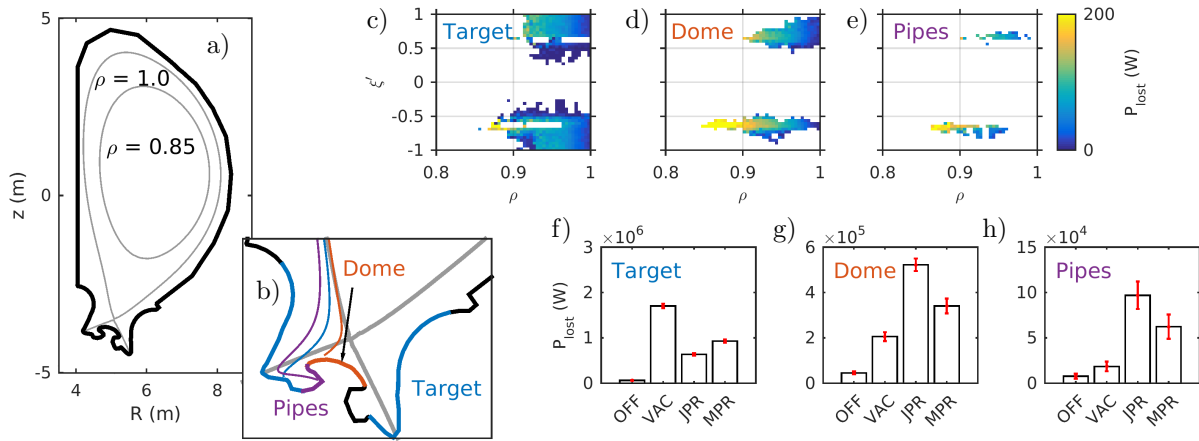 a)
ρ = 1.0
ρ = 0.85
5
0
-5
z (m)
4
6
8
R (m)
b)
Dome
Pipes
Target
c)
Target
1
0.5
0
-0.5
-1
ξ′
0.8
0.9
1
ρ
d)
Dome
0.8
0.9
1
ρ
e)
Pipes
0.8
0.9
1
ρ
200
0
P_lost (W)
f)
×10^6
Target
3
2
1
0
P_lost (W)
OFF
VAC
JPR
MPR
g)
×10^5
Dome
6
4
2
0
OFF
VAC
JPR
MPR
h)
×10^4
Pipes
15
10
5
0
OFF
VAC
JPR
MPR